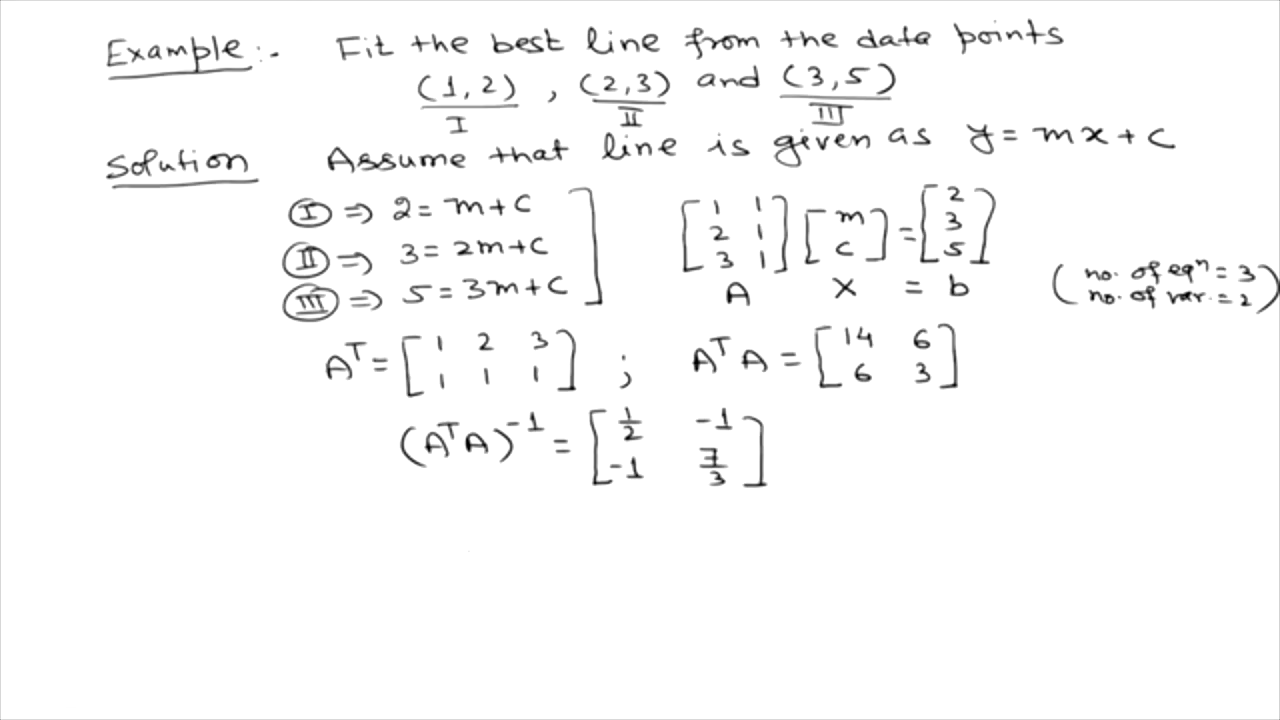 Example:- Fit the best line from the data points
(1,2) , (2,3) and (3,5)
I II III
Solution Assume that line is given as y = mx + c
I ⇒ 2 = m+c
II ⇒ 3 = 2m+c
III ⇒ 5 = 3m+c
[1 1; 2 1; 3 1] [m; c] = [2; 3; 5]
A X = b
(no. of eqⁿ = 3
no. of var. = 2)
Aᵀ = [1 2 3; 1 1 1] ; AᵀA = [14 6; 6 3]
(AᵀA)⁻¹ = [1/2 -1; -1 7/3]